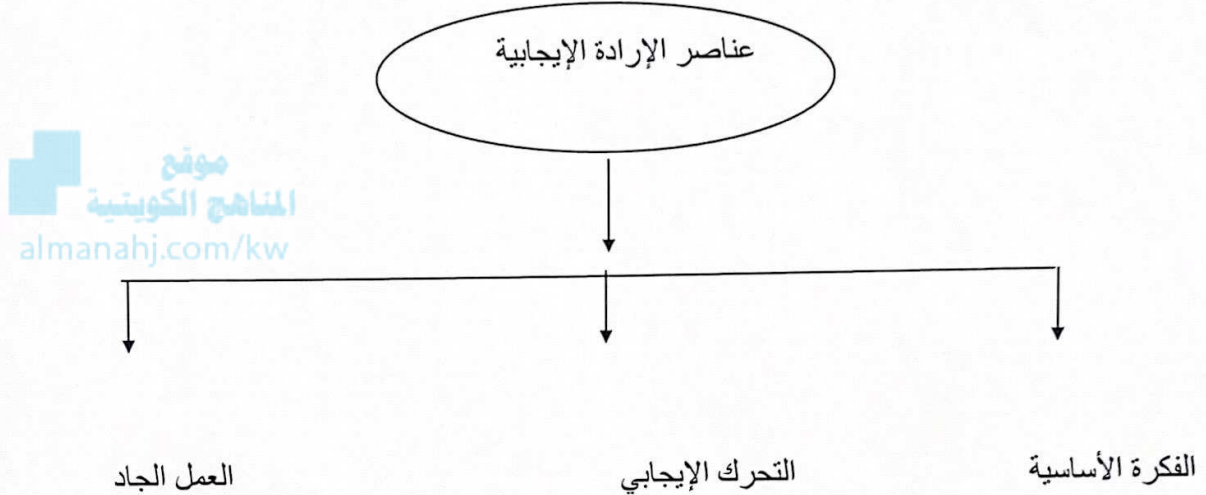 عناصر الإرادة الإيجابية
موقع
المناهج الكويتية
almanahj.com/kw
الفكرة الأساسية
التحرك الإيجابي
العمل الجاد